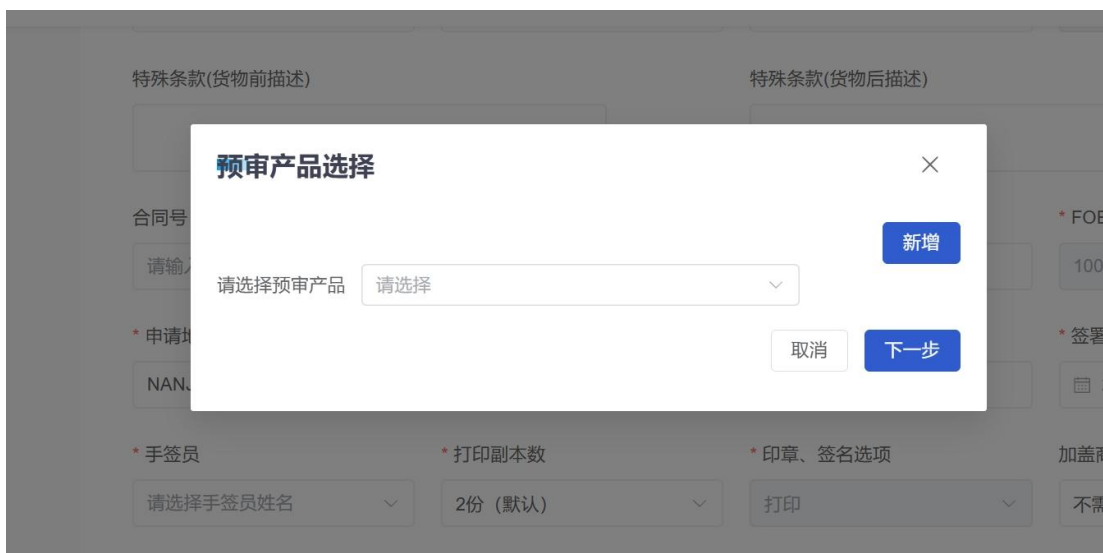 特殊条款(货物前描述) 特殊条款(货物后描述)
预审产品选择
合同号 * FOB
新增
请输入 100
请选择预审产品 请选择
* 申请地 * 签署
取消 下一步
NANJ
* 手签员 * 打印副本数 * 印章、签名选项 加盖商
请选择手签员姓名 2份（默认） 打印 不需